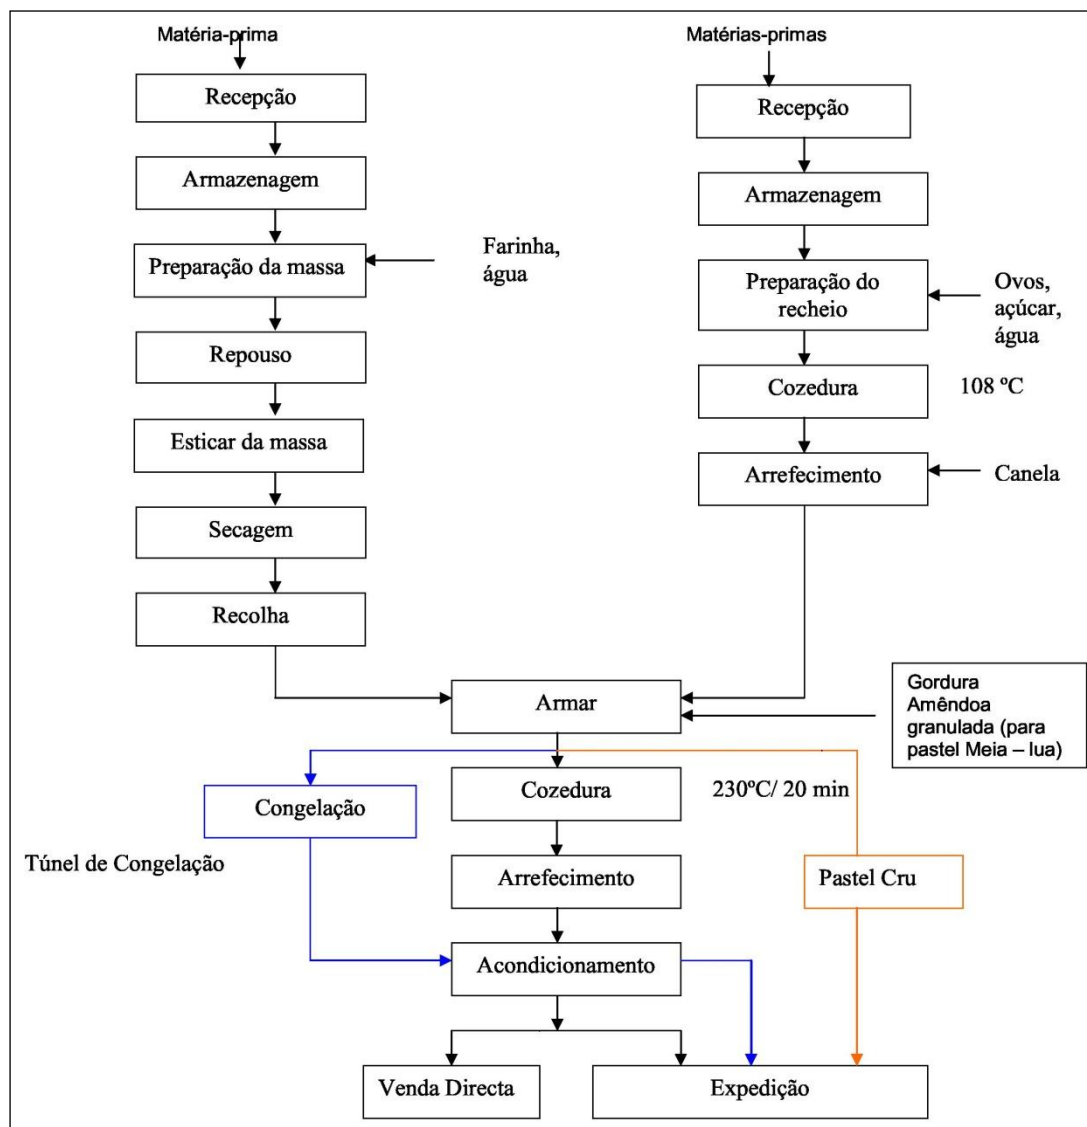 Matéria-prima
Recepção
Armazenagem
Preparação da massa
Farinha,
água
Repouso
Esticar da massa
Secagem
Recolha
Matérias-primas
Recepção
Armazenagem
Preparação do
recheio
Ovos,
açúcar,
água
Cozedura
108 ºC
Arrefecimento
Canela
Armar
Gordura
Amêndoa
granulada (para
pastel Meia – lua)
Congelação
Túnel de Congelação
Cozedura
230ºC/ 20 min
Arrefecimento
Pastel Cru
Acondicionamento
Venda Directa
Expedição